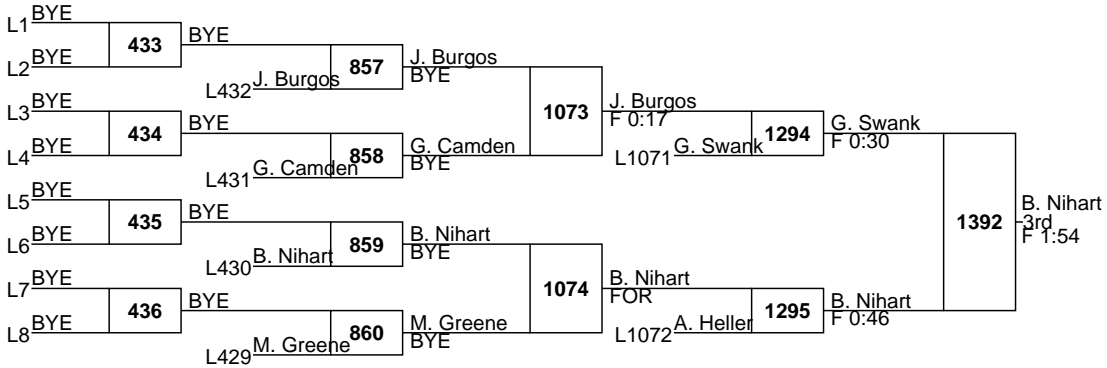 L1 BYE
433 BYE
L2 BYE
857 J. Burgos
BYE
L432 J. Burgos
L3 BYE
434 BYE
L4 BYE
858 G. Camden
BYE
L431 G. Camden
1073 J. Burgos
F 0:17
1294 G. Swank
F 0:30
L1071 G. Swank
L5 BYE
435 BYE
L6 BYE
859 B. Nihart
BYE
L430 B. Nihart
L7 BYE
436 BYE
L8 BYE
860 M. Greene
BYE
L429 M. Greene
1074 B. Nihart
FOR
1295 B. Nihart
F 0:46
L1072 A. Heller
1392 B. Nihart
3rd
F 1:54